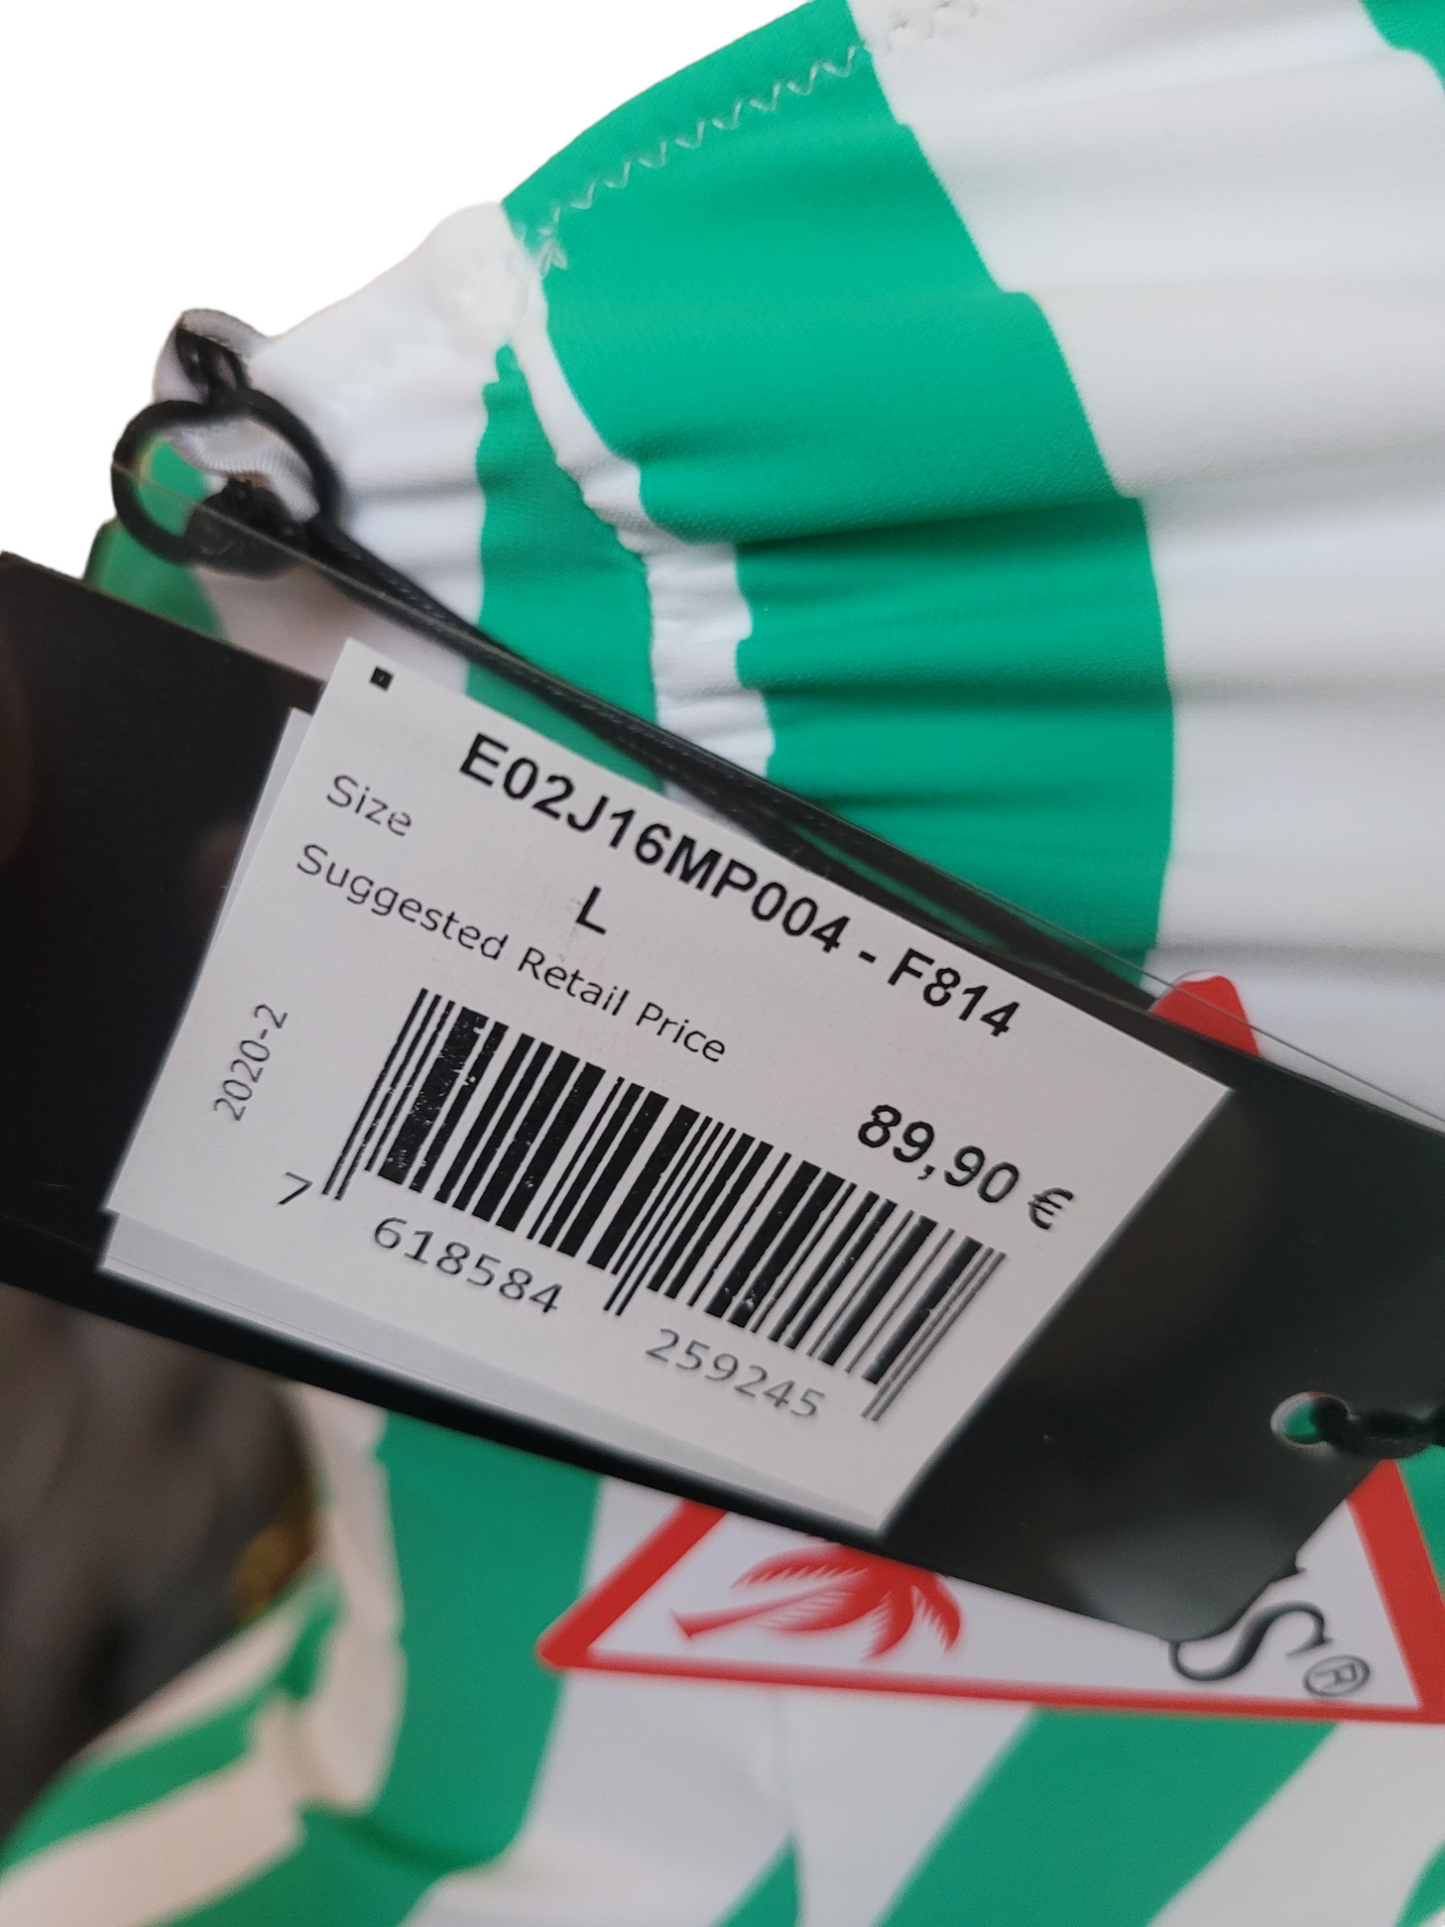 E02J16MP004 - F814
Size
L
Suggested Retail Price
89,90 €
2020-2
7 618584 259245
S®